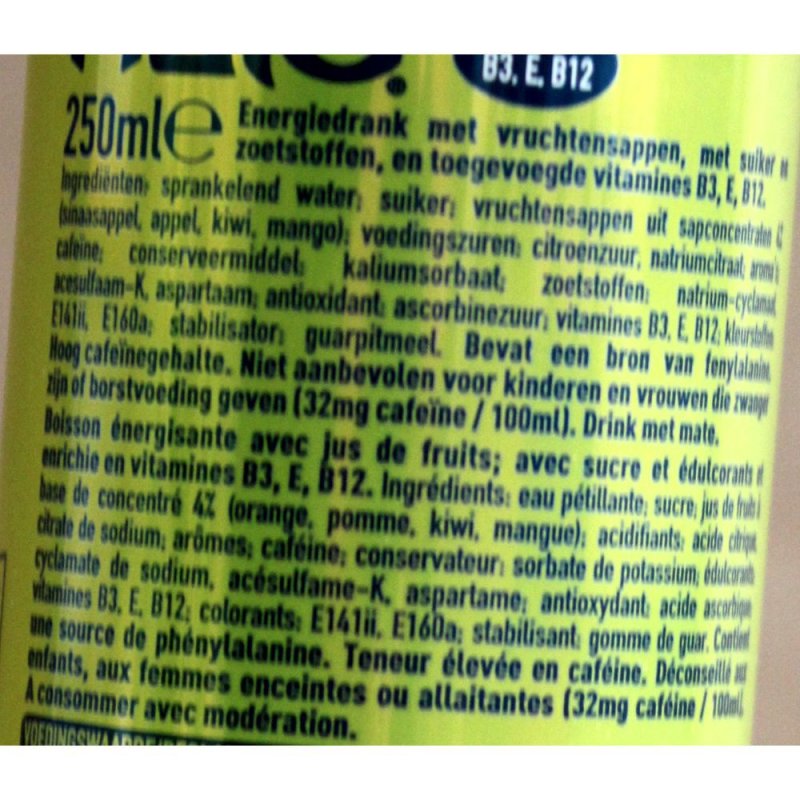 B3, E, B12
250ml e Energiedrank met vruchtensappen, met suiker
zoetstoffen, en toegevoegde vitamines B3, E, B12.
Ingrediënten: sprankelend water; suiker; vruchtensappen uit sapconcentraten
(sinaasappel, appel, kiwi, mango); voedingszuren: citroenzuur, natriumcitraat; aroma's;
cafeïne; conserveermiddel: kaliumsorbaat; zoetstoffen: natrium-cyclamaat,
acesulfaam-K, aspartaam; antioxidant: ascorbinezuur; vitamines B3, E, B12; kleurstoffen:
E141ii, E160a; stabilisator: guarpitmeel. Bevat een bron van fenylalanine.
Hoog cafeïnegehalte. Niet aanbevolen voor kinderen en vrouwen die zwanger
zijn of borstvoeding geven (32mg cafeïne / 100ml). Drink met mate.
Boisson énergisante avec jus de fruits; avec sucre et édulcorants et
enrichie en vitamines B3, E, B12. Ingrédients: eau pétillante; sucre; jus de fruits à
base de concentré 4% (orange, pomme, kiwi, mangue); acidifiants: acide citrique,
citrate de sodium; arômes; caféine; conservateur: sorbate de potassium; édulcorants:
cyclamate de sodium, acésulfame-K, aspartame; antioxydant: acide ascorbique;
vitamines B3, E, B12; colorants: E141ii, E160a; stabilisant: gomme de guar. Contient
une source de phénylalanine. Teneur élevée en caféine. Déconseillé aux
enfants, aux femmes enceintes ou allaitantes (32mg caféine / 100ml).
A consommer avec modération.